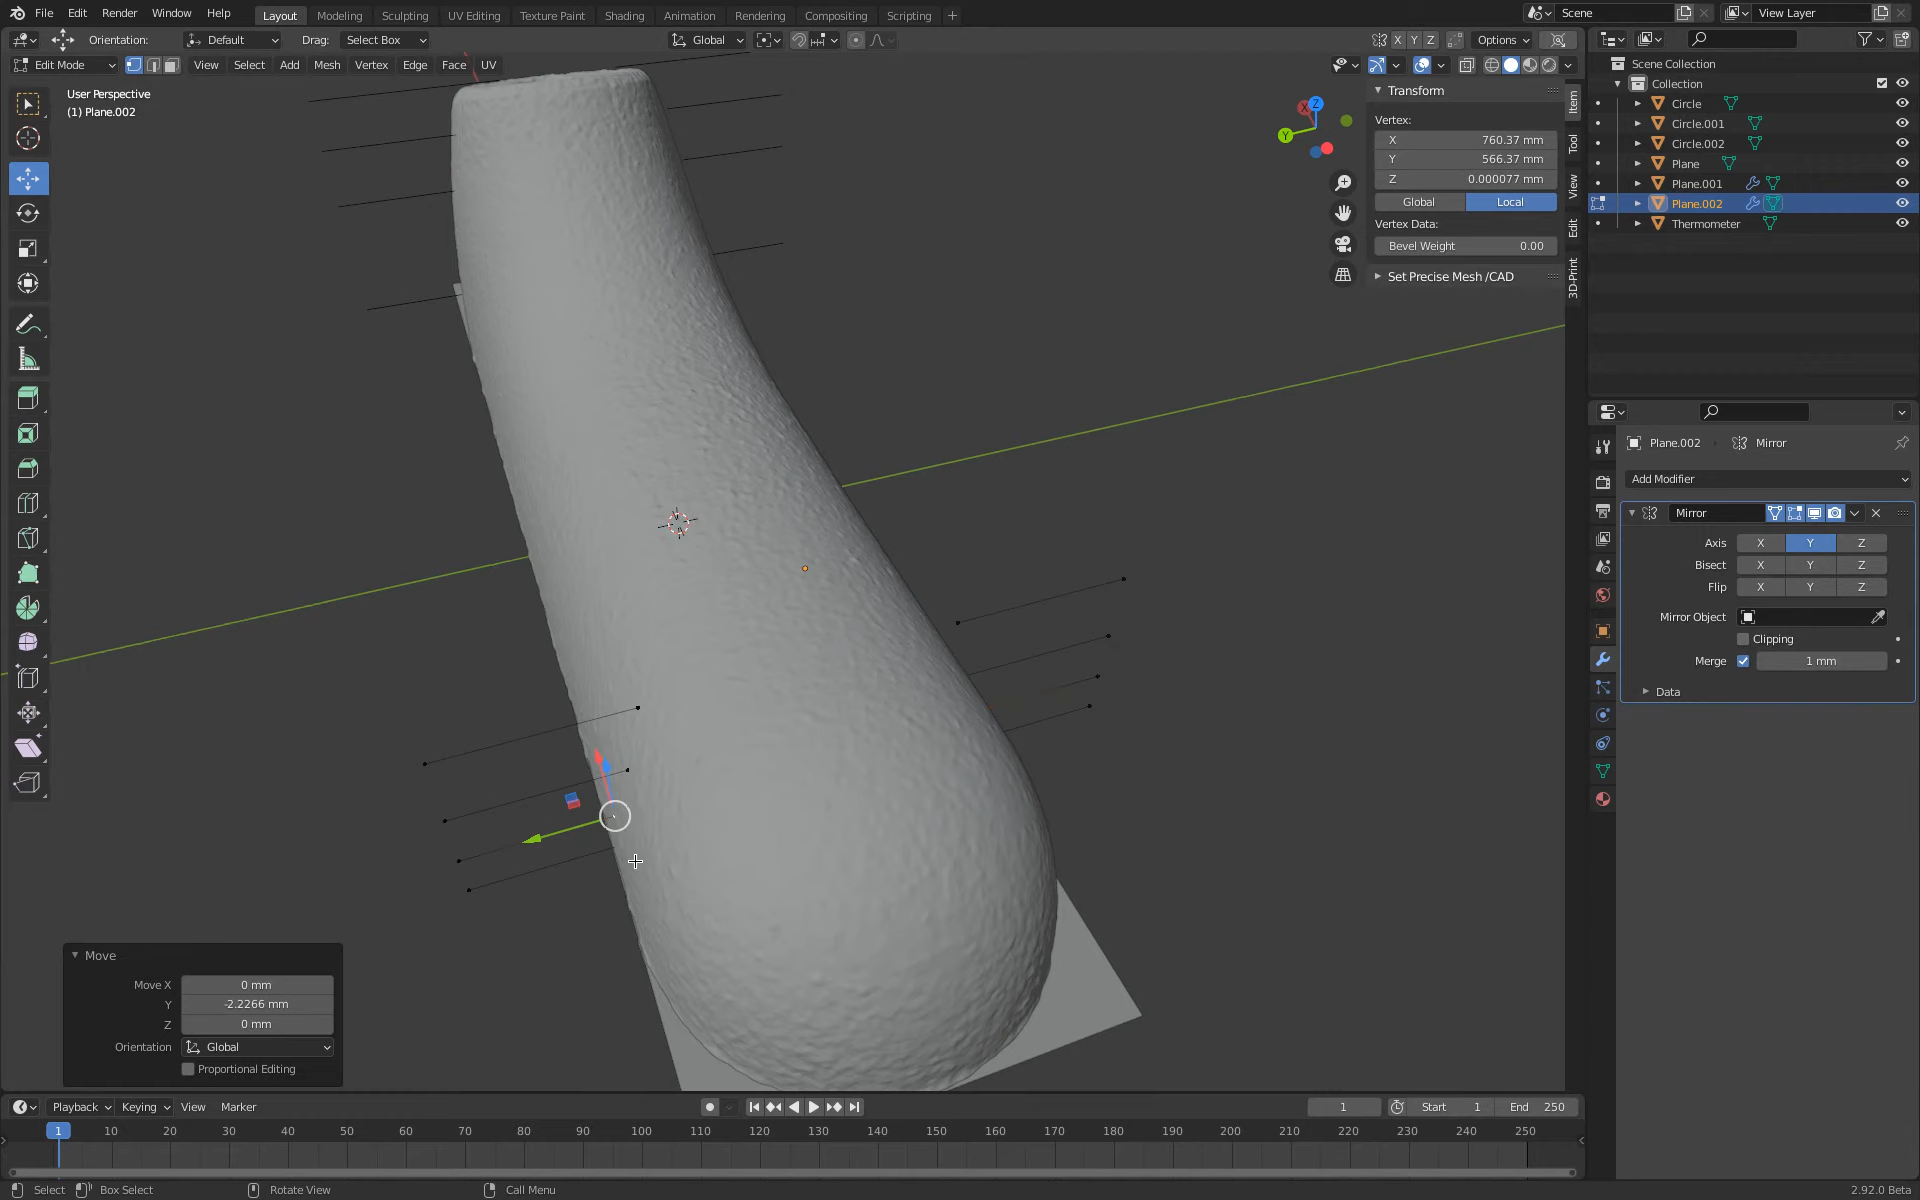 File Edit Render Window Help Layout Modeling Sculpting UV Editing Texture Paint Shading Animation Rendering Compositing Scripting + Scene View Layer
Orientation: Default Drag: Select Box Global X Y Z Options
Edit Mode View Select Add Mesh Vertex Edge Face UV
User Perspective
(1) Plane.002
Z
X
Y
Transform
Vertex:
X 760.37 mm
Y 566.37 mm
Z 0.000077 mm
Global Local
Vertex Data:
Bevel Weight 0.00
Set Precise Mesh /CAD
Item
Tool
View
Edit
3D-Print
Scene Collection
Collection
Circle
Circle.001
Circle.002
Plane
Plane.001
Plane.002
Thermometer
Plane.002 Mirror
Add Modifier
Mirror
Axis X Y Z
Bisect X Y Z
Flip X Y Z
Mirror Object
Clipping
Merge 1 mm
Data
Move
Move X 0 mm
Y -2.2266 mm
Z 0 mm
Orientation Global
Proportional Editing
Playback Keying View Marker 1 Start 1 End 250
1 10 20 30 40 50 60 70 80 90 100 110 120 130 140 150 160 170 180 190 200 210 220 230 240 250
Select Box Select Rotate View Call Menu 2.92.0 Beta